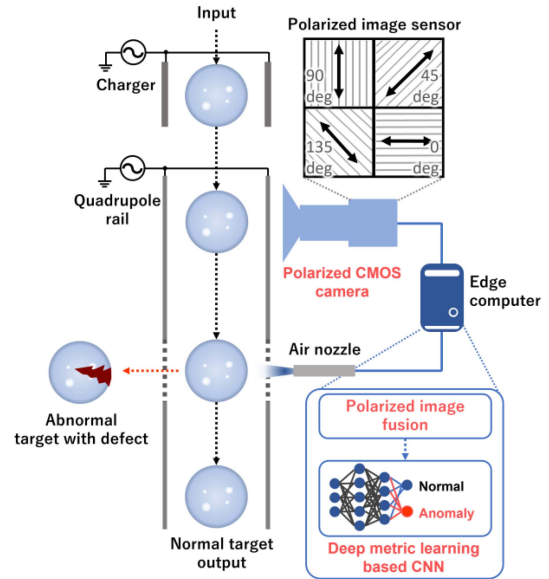 Input
Polarized image sensor
Charger
90
deg
45
deg
135
deg
0
deg
Quadrupole
rail
Polarized CMOS
camera
Edge
computer
Air nozzle
Abnormal
target with defect
Polarized image
fusion
Normal
Anomaly
Deep metric learning
based CNN
Normal target
output